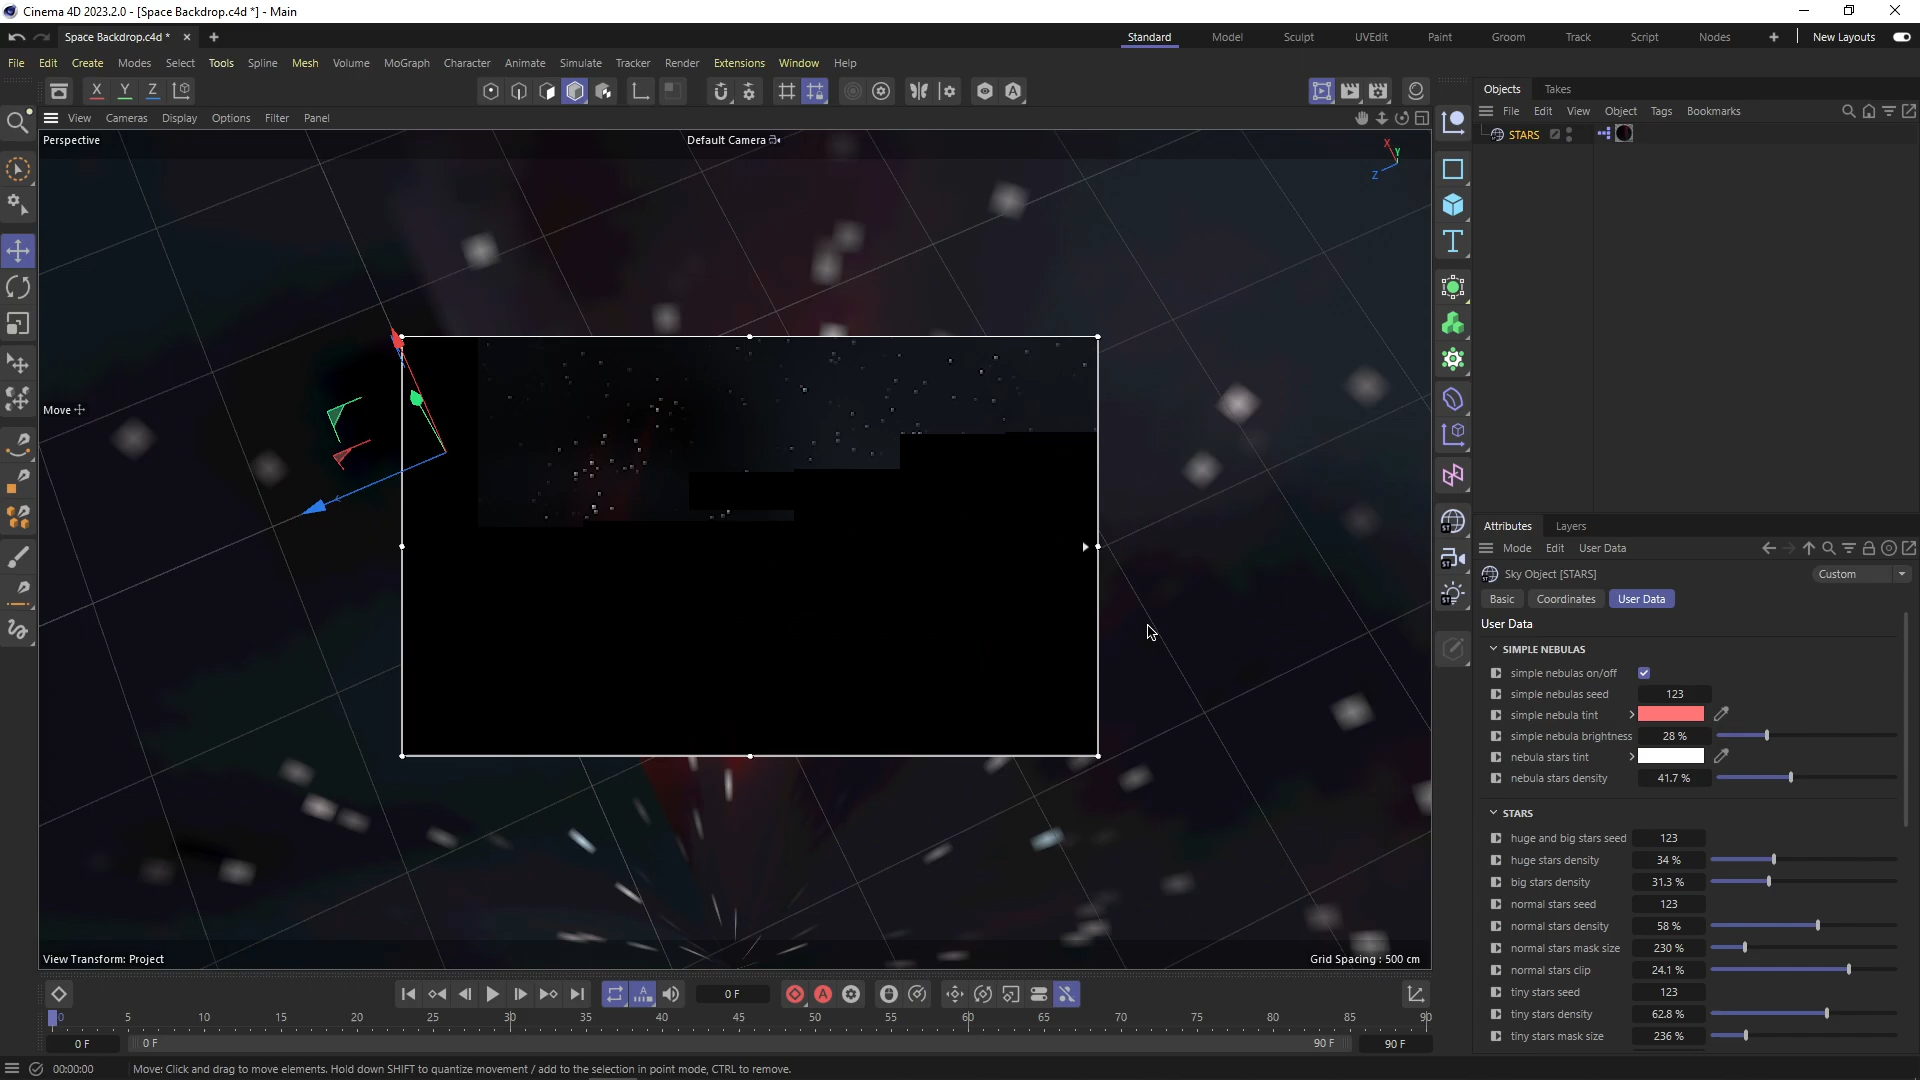 Cinema 4D 2023.2.0 - [Space Backdrop.c4d *] - Main
Space Backdrop.c4d * × +
Standard Model Sculpt UVEdit Paint Groom Track Script Nodes + New Layouts
File Edit Create Modes Select Tools Spline Mesh Volume MoGraph Character Animate Simulate Tracker Render Extensions Window Help
X Y Z
Objects Takes
View Cameras Display Options Filter Panel
File Edit View Object Tags Bookmarks
Perspective
Default Camera
STARS
X
Y
Z
Move
Attributes Layers
Mode Edit User Data
Sky Object [STARS]
Custom
Basic Coordinates User Data
User Data
SIMPLE NEBULAS
simple nebulas on/off
simple nebulas seed 123
simple nebula tint
simple nebula brightness 28 %
nebula stars tint
nebula stars density 41.7 %
STARS
huge and big stars seed 123
huge stars density 34 %
big stars density 31.3 %
normal stars seed 123
normal stars density 58 %
normal stars mask size 230 %
normal stars clip 24.1 %
tiny stars seed 123
tiny stars density 62.8 %
tiny stars mask size 236 %
View Transform: Project
Grid Spacing : 500 cm
0 F
0 5 10 15 20 25 30 35 40 45 50 55 60 65 70 75 80 85 90
0 F 0 F 90 F 90 F
00:00:00 Move: Click and drag to move elements. Hold down SHIFT to quantize movement / add to the selection in point mode, CTRL to remove.